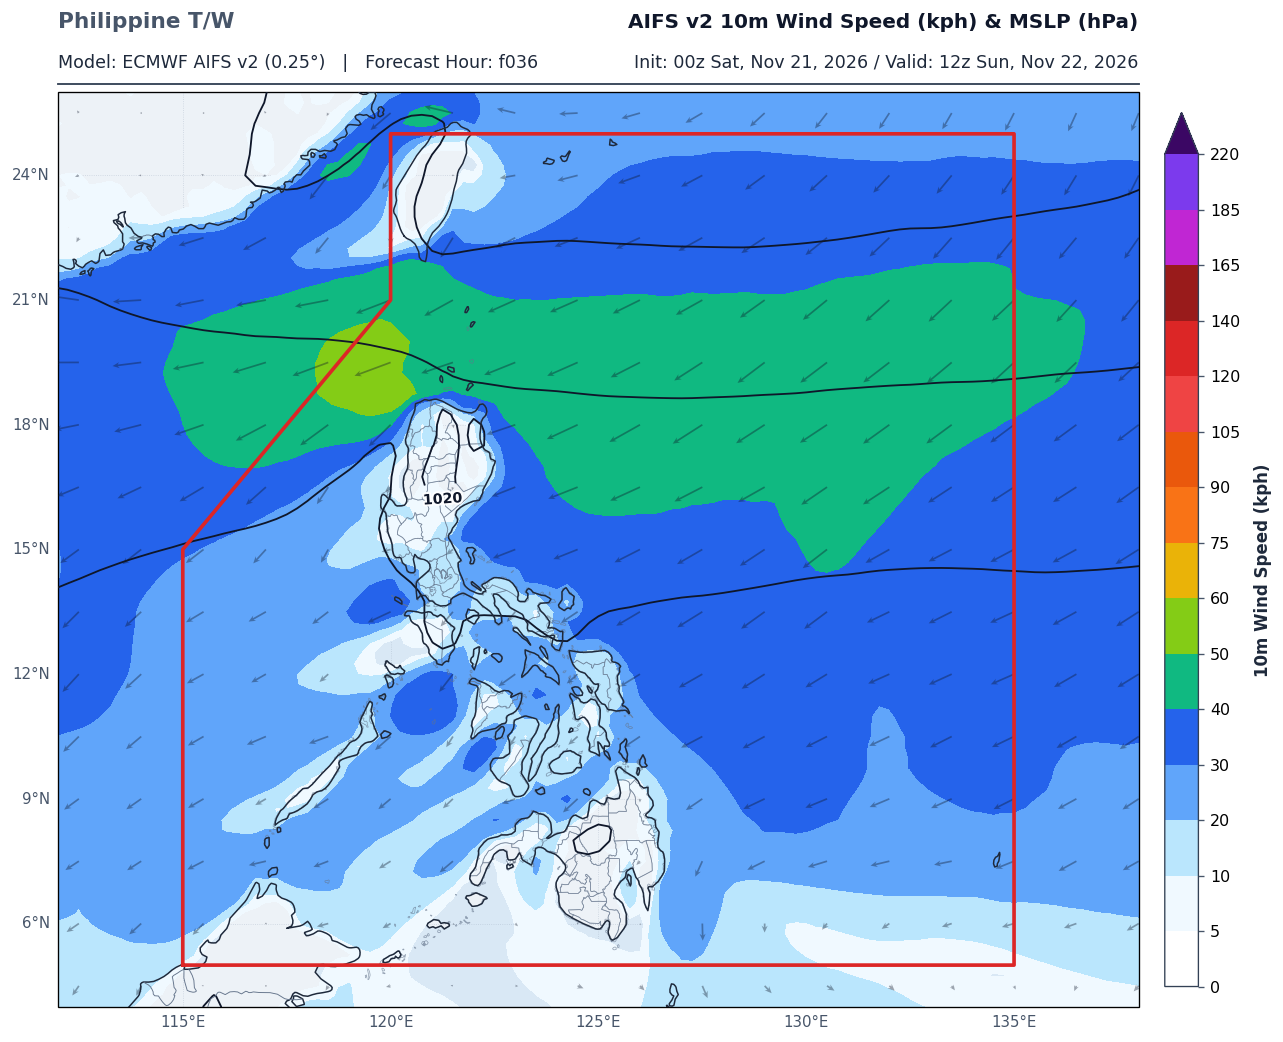 Philippine T/W
AIFS v2 10m Wind Speed (kph) & MSLP (hPa)
Model: ECMWF AIFS v2 (0.25°) | Forecast Hour: f036
Init: 00z Sat, Nov 21, 2026 / Valid: 12z Sun, Nov 22, 2026
24°N
21°N
18°N
15°N
12°N
9°N
6°N
1020
115°E
120°E
125°E
130°E
135°E
220
185
165
140
120
105
90
75
60
50
40
30
20
10
5
0
10m Wind Speed (kph)